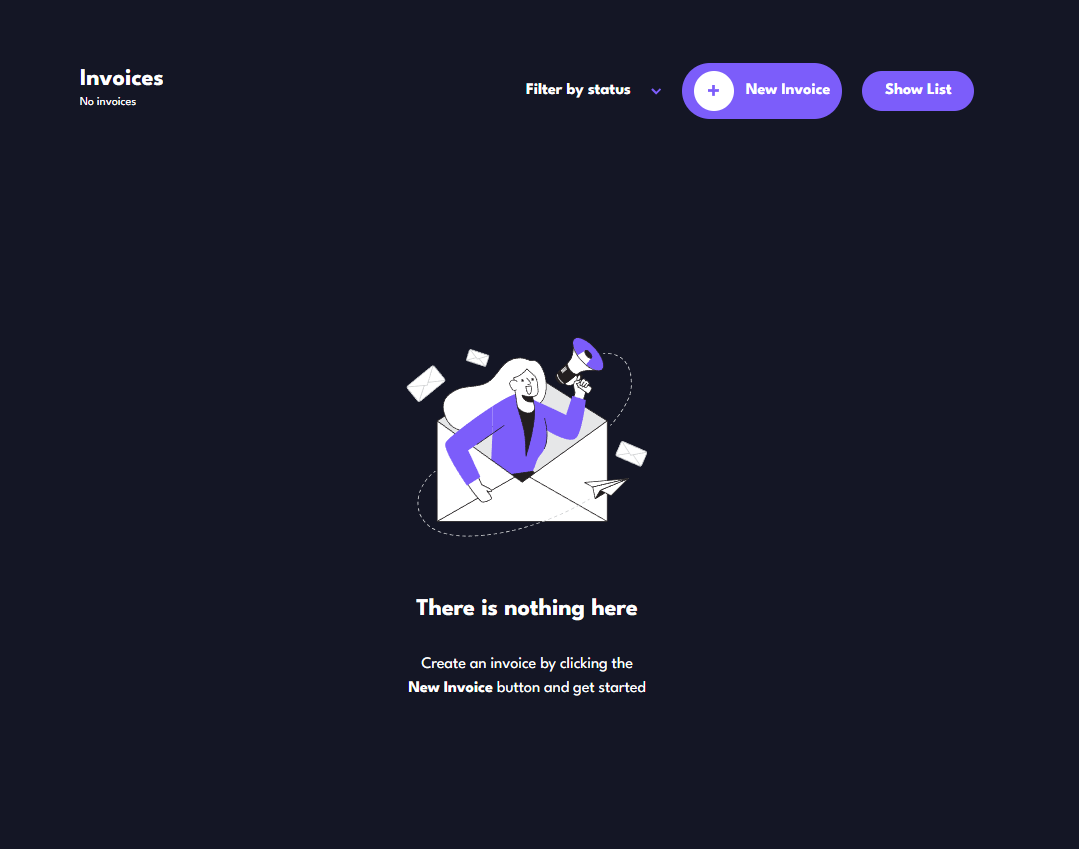 Invoices
No invoices
Filter by status
+ New Invoice
Show List
There is nothing here
Create an invoice by clicking the
New Invoice button and get started